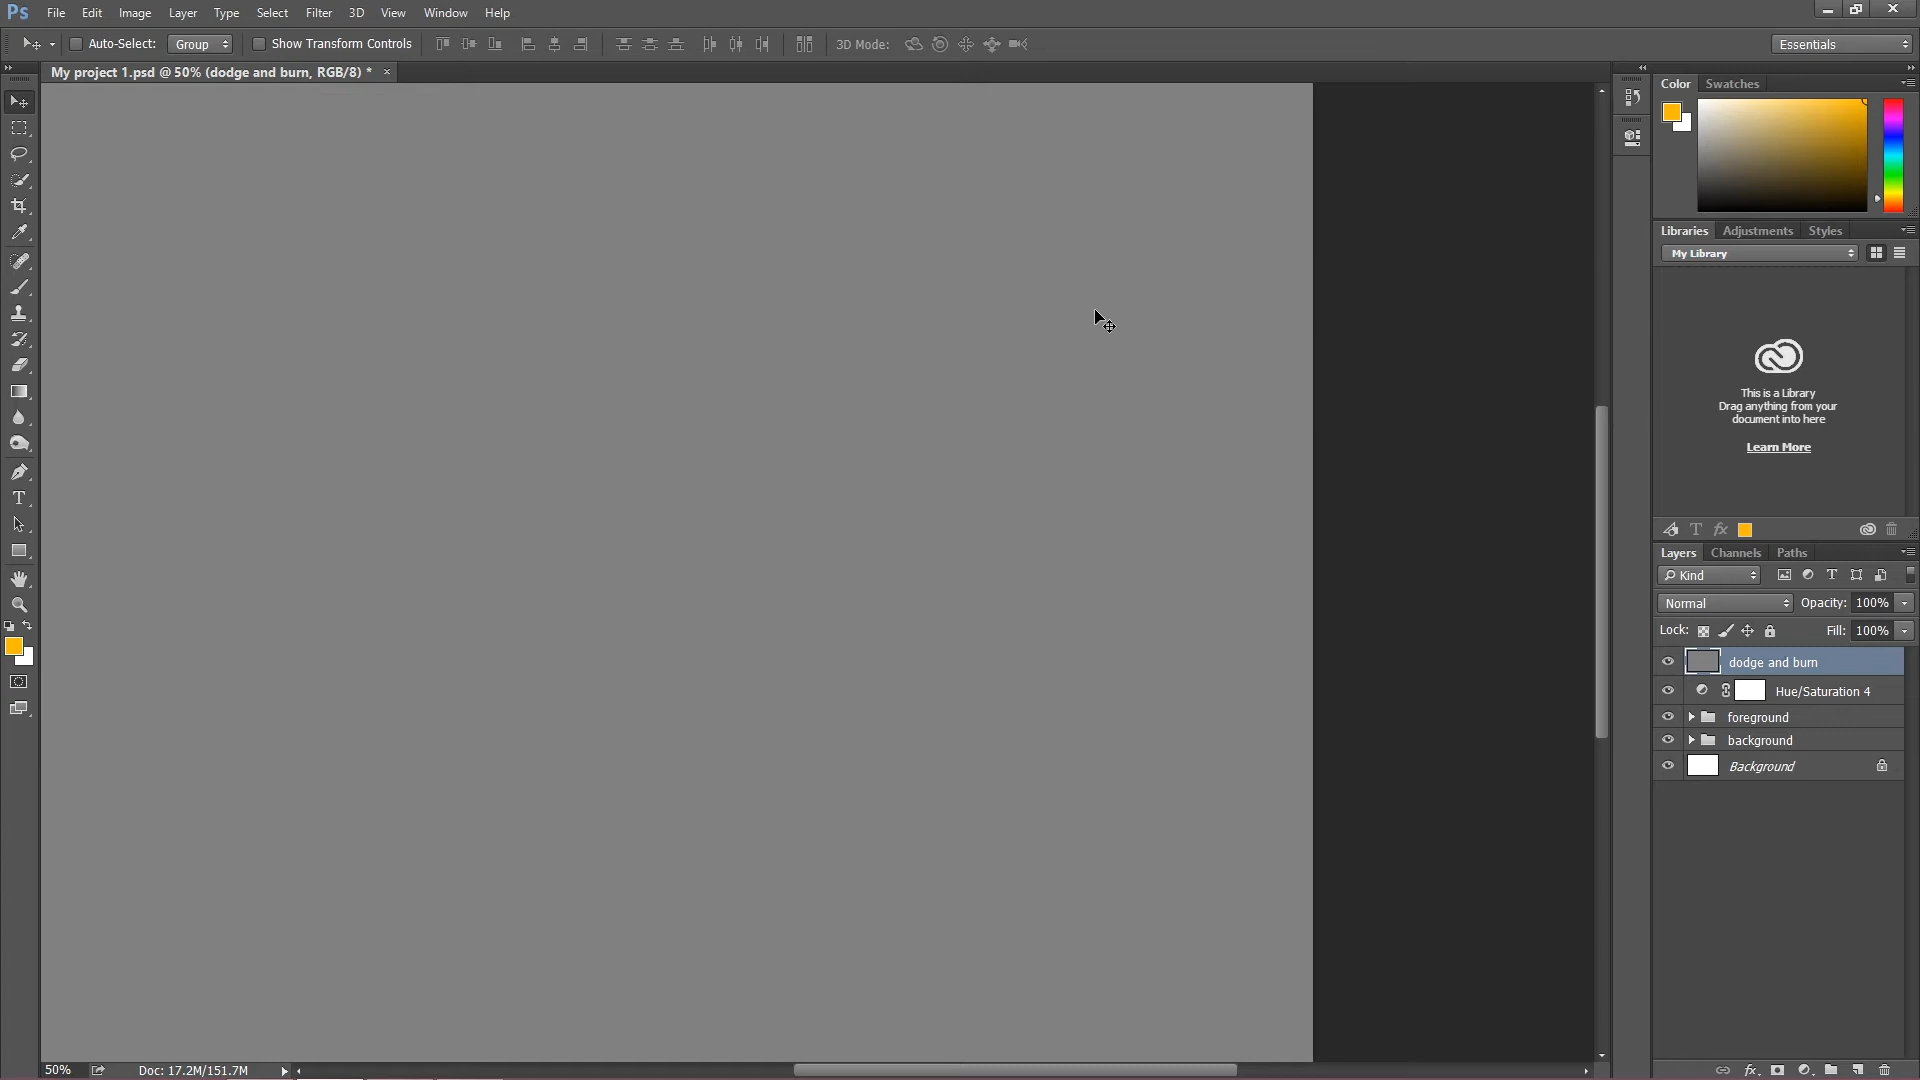 Ps File Edit Image Layer Type Select Filter 3D View Window Help
Auto-Select: Group Show Transform Controls 3D Mode: Essentials
My project 1.psd @ 50% (dodge and burn, RGB/8) * ×
Color Swatches
Libraries Adjustments Styles
My Library
This is a Library
Drag anything from your
document into here
Learn More
T fx
Layers Channels Paths
Kind T
Normal Opacity: 100%
Lock: Fill: 100%
dodge and burn
Hue/Saturation 4
foreground
background
Background
50% Doc: 17.2M/151.7M
fx